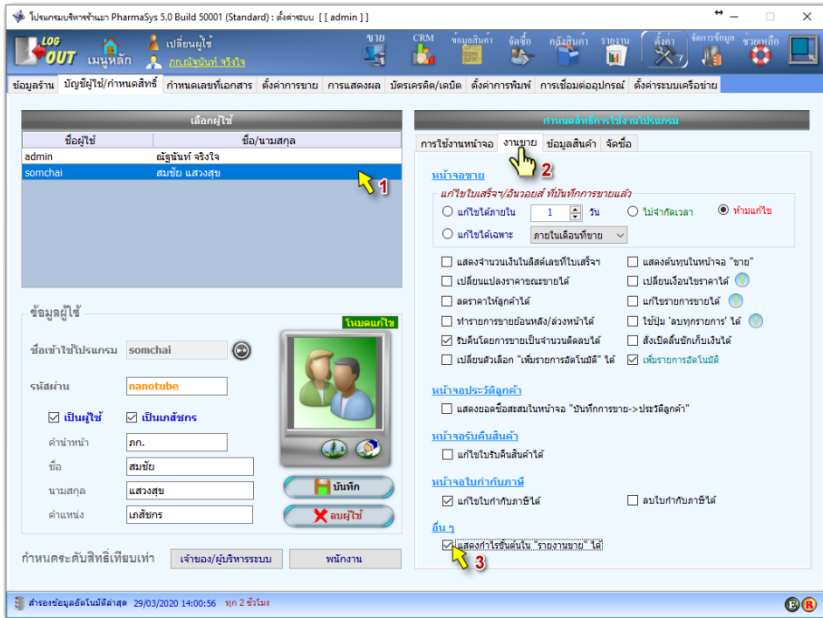 โปรแกรมบริหารร้านยา PharmaSys 5.0 Build 50001 (Standard) : ตั้งค่าระบบ [ [ admin ] ]
LOG OUT
เมนูหลัก
เปลี่ยนผู้ใช้
ภก.ณัฐนันท์ จริงใจ
ขาย
CRM
ข้อมูลสินค้า
จัดซื้อ
คลังสินค้า
รายงาน
ตั้งค่า
จัดการข้อมูล
ช่วยเหลือ
ข้อมูลร้าน บัญชีผู้ใช้/กำหนดสิทธิ์ กำหนดเลขที่เอกสาร ตั้งค่าการขาย การแสดงผล บัตรเครดิต/เดบิต ตั้งค่าการพิมพ์ การเชื่อมต่ออุปกรณ์ ตั้งค่าระบบเครือข่าย
เลือกผู้ใช้
ชื่อผู้ใช้ ชื่อ/นามสกุล
admin ณัฐนันท์ จริงใจ
somchai สมชัย แสวงสุข
1
ข้อมูลผู้ใช้
โหมดแก้ไข
ชื่อเข้าใช้โปรแกรม somchai
รหัสผ่าน nanotube
เป็นผู้ใช้ เป็นเภสัชกร
คำนำหน้า ภก.
ชื่อ สมชัย
นามสกุล แสวงสุข
ตำแหน่ง เภสัชกร
บันทึก
ลบผู้ใช้
กำหนดระดับสิทธิ์เทียบเท่า เจ้าของ/ผู้บริหารระบบ พนักงาน
กำหนดสิทธิ์การใช้งานโปรแกรม
การใช้งานหน้าจอ งานขาย ข้อมูลสินค้า จัดซื้อ
2
หน้าจอขาย
แก้ไขใบเสร็จฯ/อินวอยส์ ที่บันทึกการขายแล้ว
แก้ไขได้ภายใน 1 วัน ไม่จำกัดเวลา ห้ามแก้ไข
แก้ไขได้เฉพาะ ภายในเดือนที่ขาย
แสดงจำนวนเงินในลิสต์เลขที่ใบเสร็จฯ แสดงต้นทุนในหน้าจอ "ขาย"
เปลี่ยนแปลงราคาขณะขายได้ เปลี่ยนเงื่อนไขราคาได้
ลดราคาให้ลูกค้าได้ แก้ไขรายการขายได้
ทำรายการขายย้อนหลัง/ล่วงหน้าได้ ใช้ปุ่ม 'ลบทุกรายการ' ได้
รับคืนโดยการขายเป็นจำนวนติดลบได้ สั่งเปิดลิ้นชักเก็บเงินได้
เปลี่ยนตัวเลือก "เพิ่มรายการอัตโนมัติ" ได้ เพิ่มรายการอัตโนมัติ
หน้าจอประวัติลูกค้า
แสดงยอดซื้อสะสมในหน้าจอ "บันทึกการขาย->ประวัติลูกค้า"
หน้าจอรับคืนสินค้า
แก้ไขใบรับคืนสินค้าได้
หน้าจอใบกำกับภาษี
แก้ไขใบกำกับภาษีได้ ลบใบกำกับภาษีได้
อื่น ๆ
แสดงกำไรขั้นต้นใน "รายงานขาย" ได้
3
สำรองข้อมูลอัตโนมัติล่าสุด 29/03/2020 14:00:56 ทุก 2 ชั่วโมง
E R